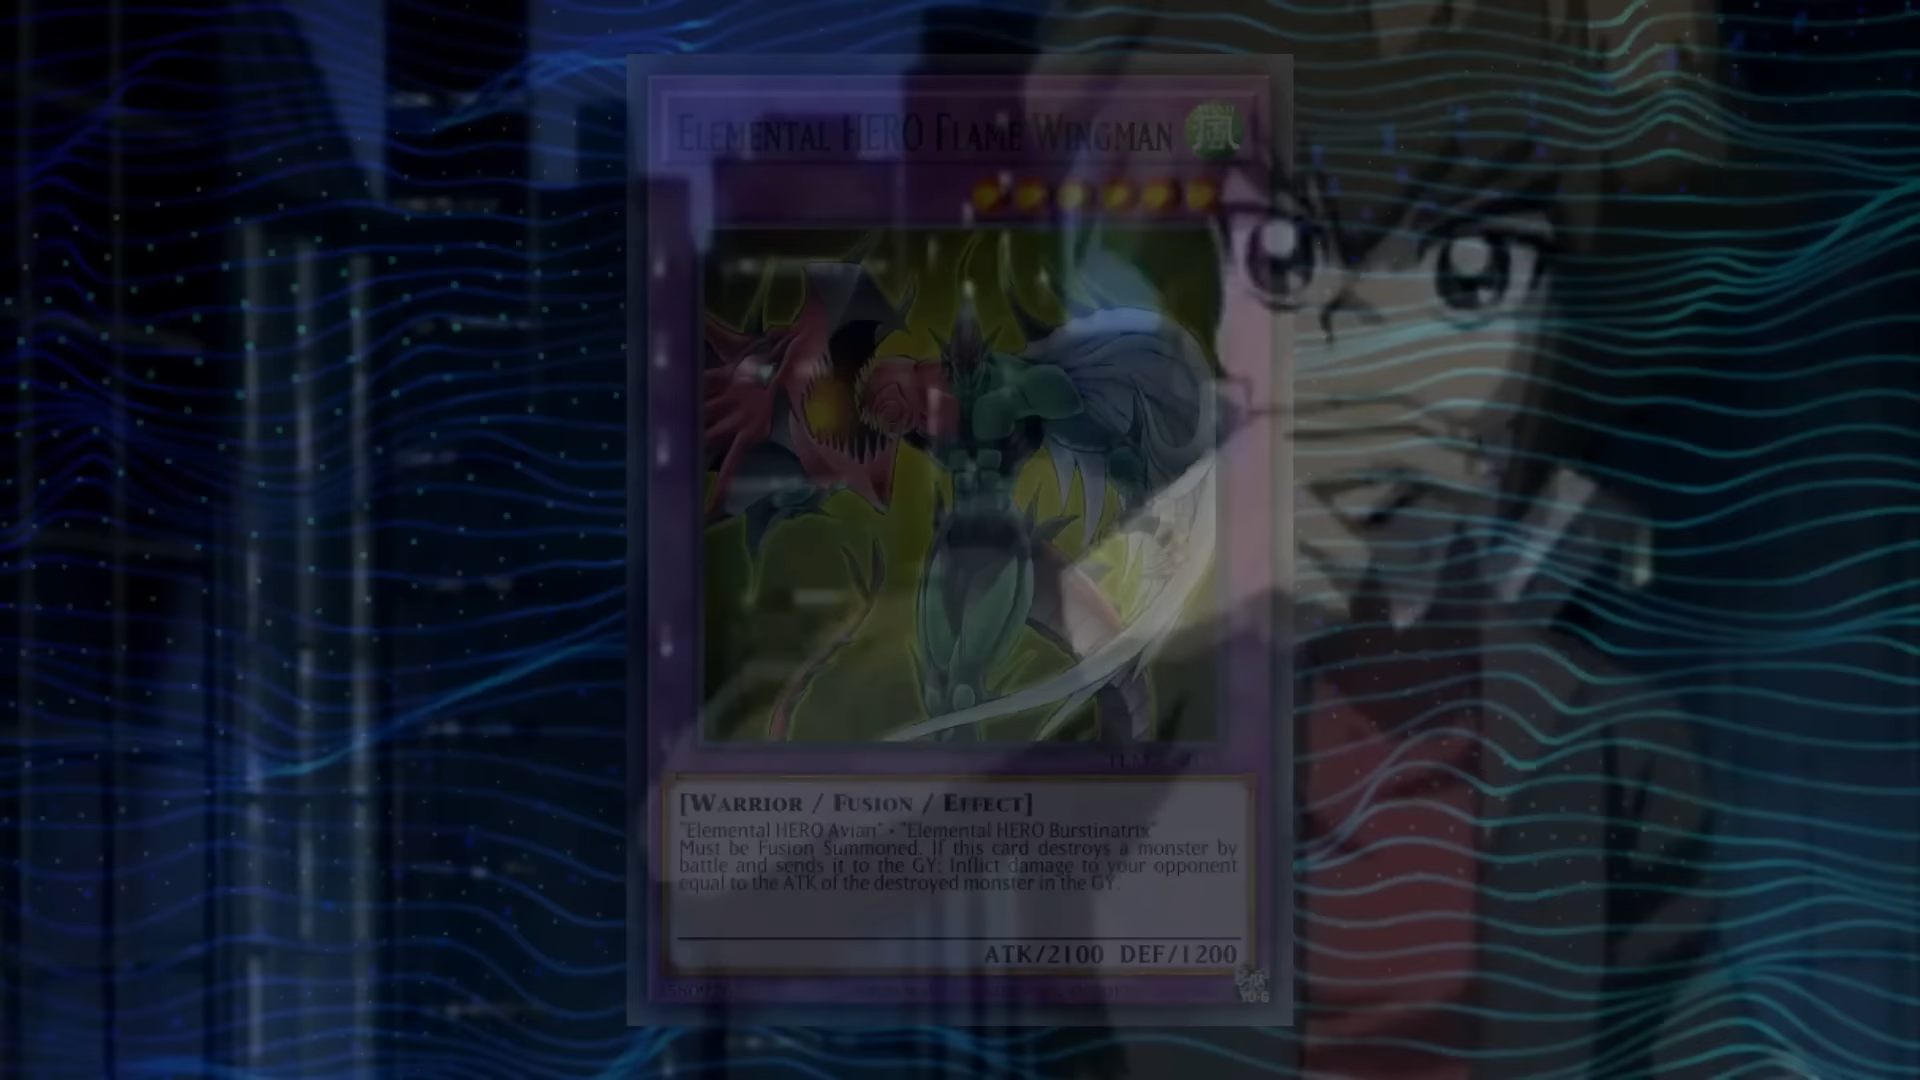 Elemental HERO Flame Wingman 風
[Warrior / Fusion / Effect]
"Elemental HERO Avian" • "Elemental HERO Burstinatrix"
Must be Fusion Summoned. If this card destroys a monster by
battle and sends it to the GY: Inflict damage to your opponent
equal to the ATK of the destroyed monster in the GY.
ATK/2100 DEF/1200